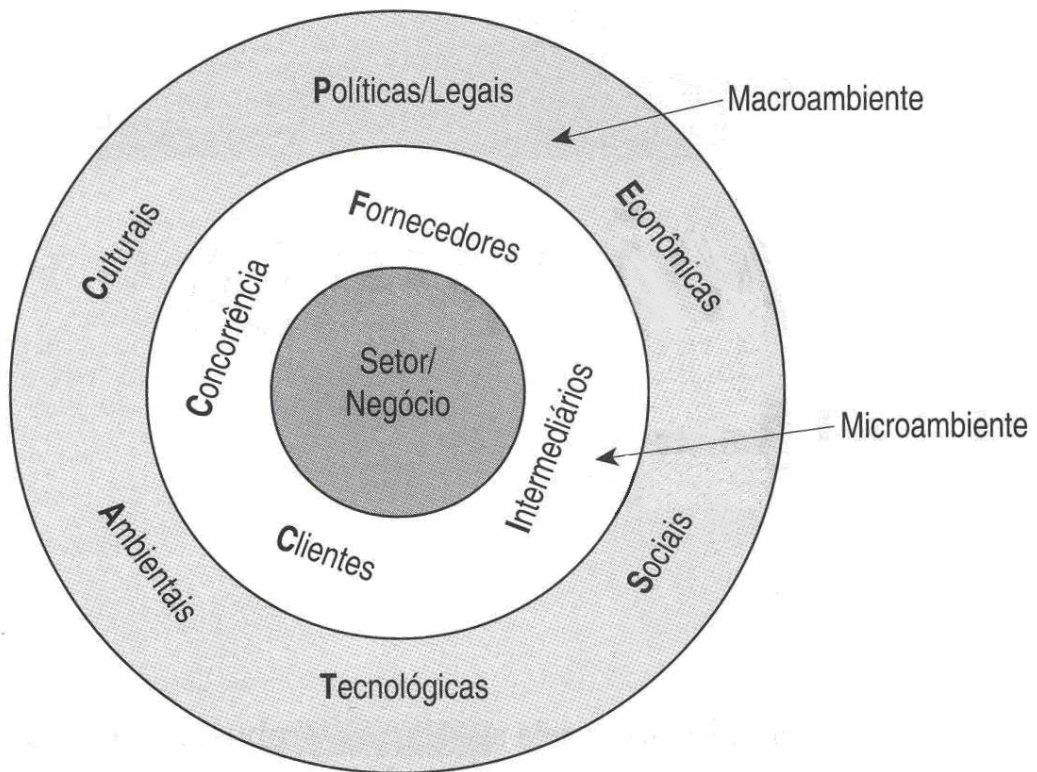 Políticas/Legais
Macroambiente
Econômicas
Culturais
Fornecedores
Concorrência
Setor/
Negócio
Intermediários
Microambiente
Clientes
Ambientais
Sociais
Tecnológicas